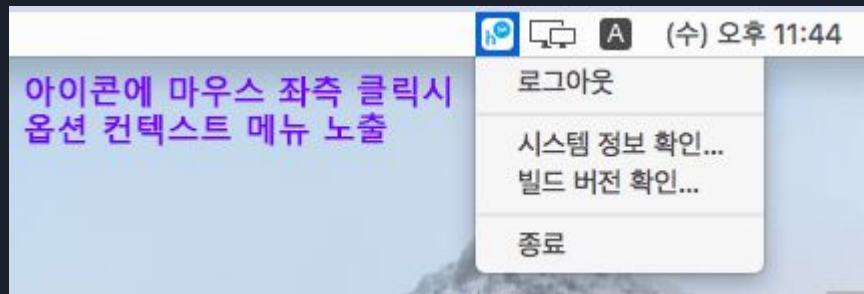 h
A
(수) 오후 11:44
아이콘에 마우스 좌측 클릭시
옵션 컨텍스트 메뉴 노출
로그아웃
시스템 정보 확인...
빌드 버전 확인...
종료